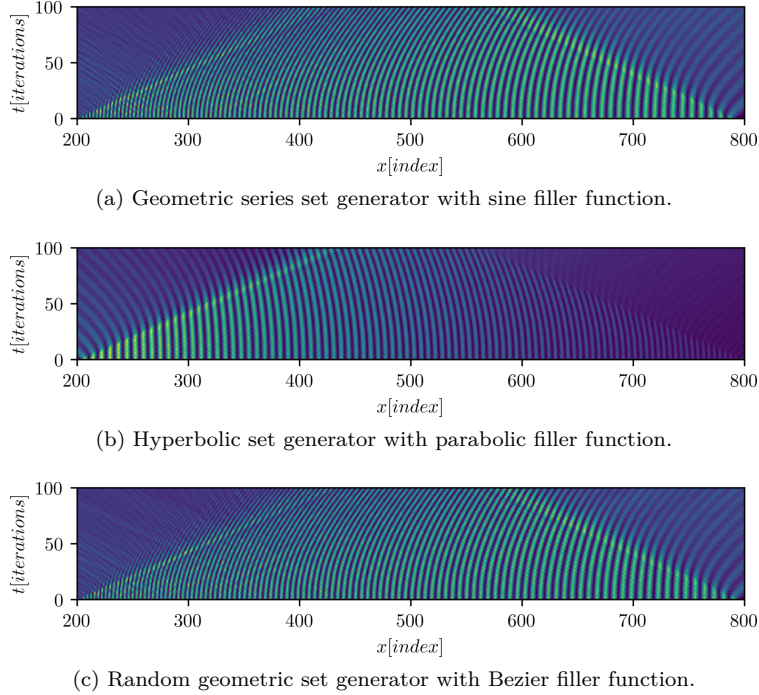 t[iterations]
100
50
0
200 300 400 500 600 700 800
x[index]
(a) Geometric series set generator with sine filler function.
t[iterations]
100
50
0
200 300 400 500 600 700 800
x[index]
(b) Hyperbolic set generator with parabolic filler function.
t[iterations]
100
50
0
200 300 400 500 600 700 800
x[index]
(c) Random geometric set generator with Bezier filler function.